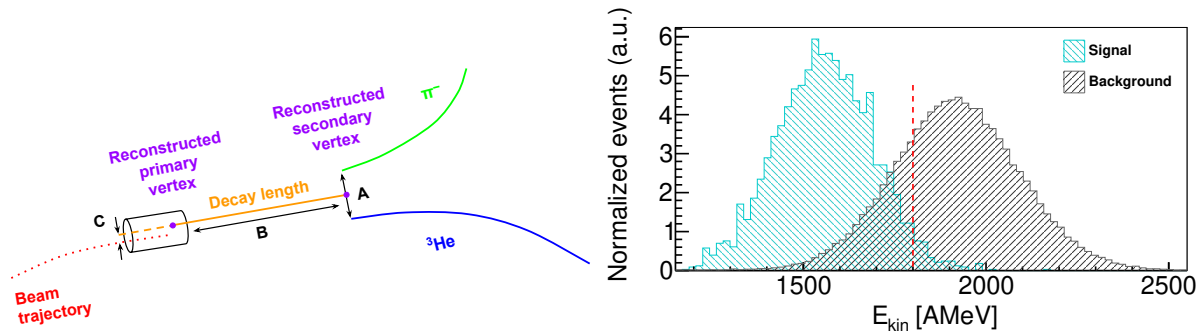 π⁻
Reconstructed
secondary
vertex
Reconstructed
primary
vertex
Decay length
A
C
B
³He
Beam
trajectory
Normalized events (a.u.)
6
5
4
3
2
1
0
Signal
Background
1500
2000
2500
E_kin [AMeV]